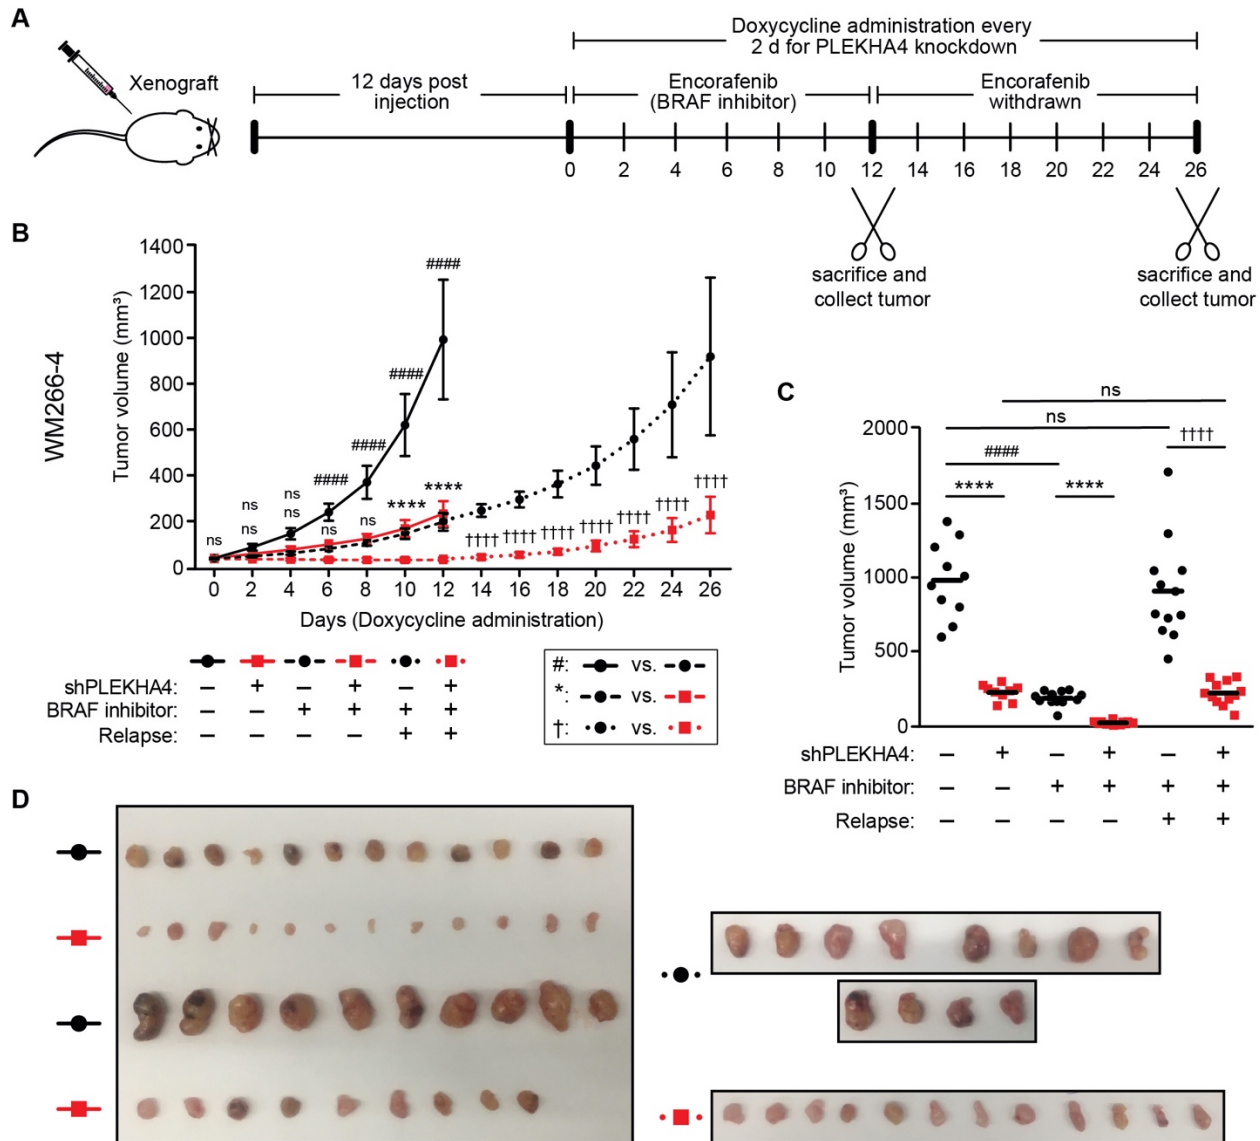 A
Xenograft
12 days post
injection
Doxycycline administration every
2 d for PLEKHA4 knockdown
Encorafenib
(BRAF inhibitor)
Encorafenib
withdrawn
0 2 4 6 8 10 12 14 16 18 20 22 24 26
sacrifice and
collect tumor
sacrifice and
collect tumor
B
WM266-4
Tumor volume (mm³)
1400
1200
1000
800
600
400
200
0
ns
ns
ns
ns
ns
####
ns
####
ns
####
****
####
****
††††
††††
††††
††††
††††
††††
††††
0 2 4 6 8 10 12 14 16 18 20 22 24 26
Days (Doxycycline administration)
shPLEKHA4: – + – + – +
BRAF inhibitor: – – + + + +
Relapse: – – – – + +
#: vs.
*: vs.
†: vs.
C
Tumor volume (mm³)
2000
1500
1000
500
0
ns
ns
††††
####
****
****
shPLEKHA4: – + – + – +
BRAF inhibitor: – – + + + +
Relapse: – – – – + +
D